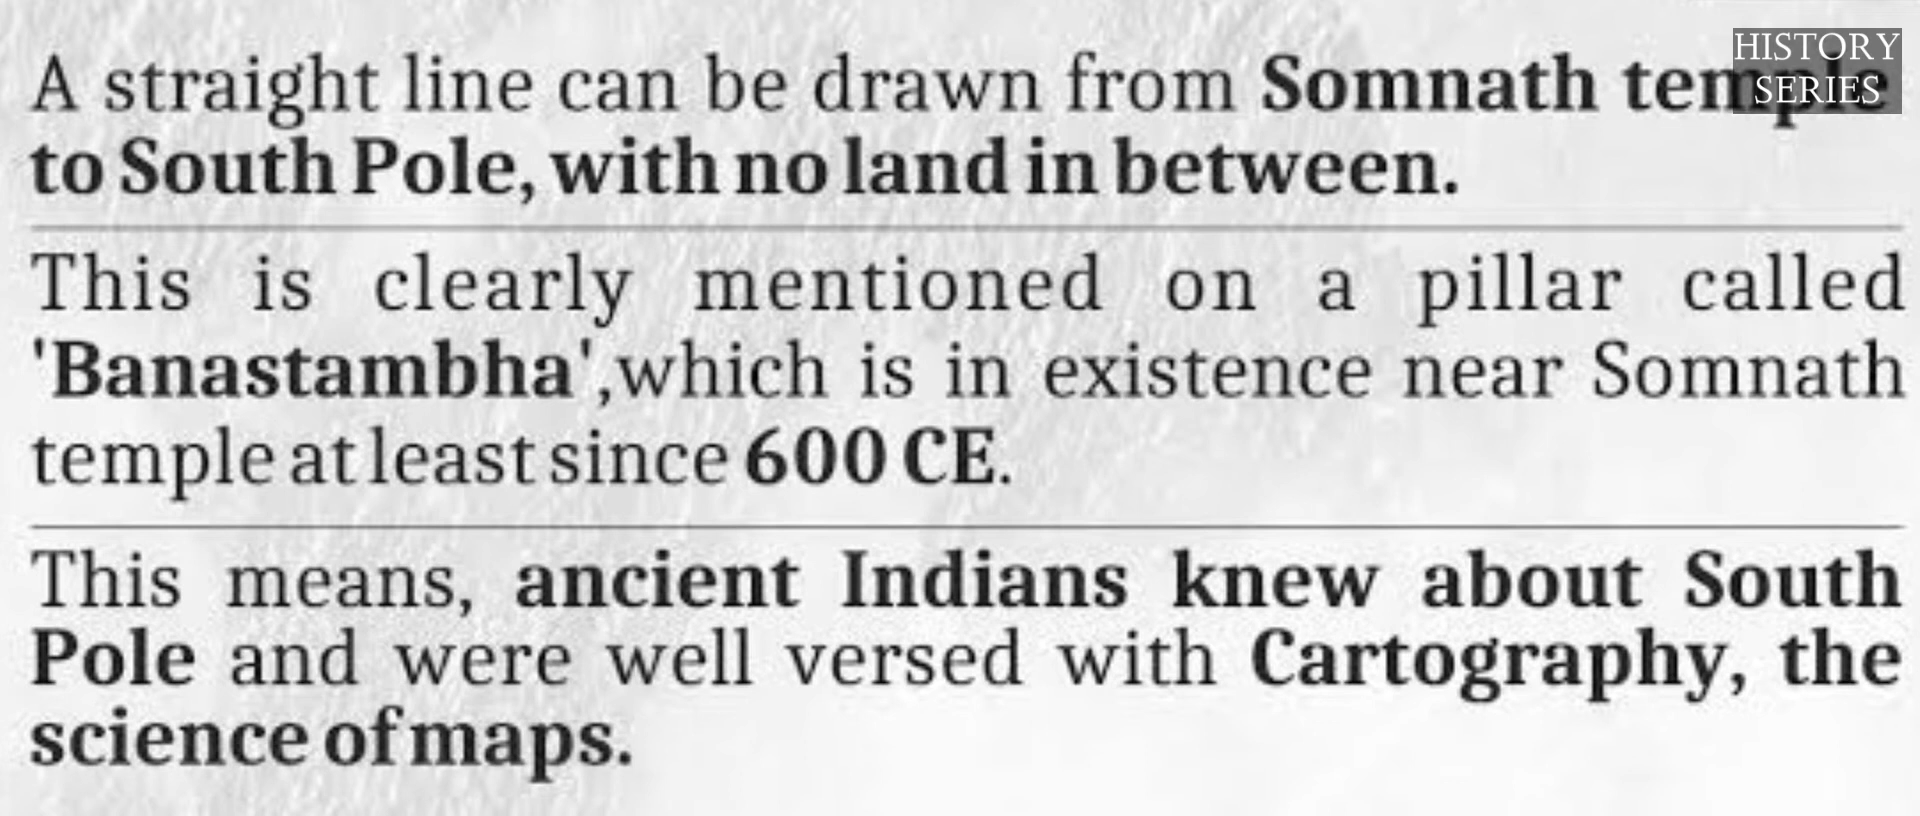 A straight line can be drawn from Somnath temple
to South Pole, with no land in between.
This is clearly mentioned on a pillar called
'Banastambha',which is in existence near Somnath
temple at least since 600 CE.
This means, ancient Indians knew about South
Pole and were well versed with Cartography, the
science of maps.
HISTORY
SERIES